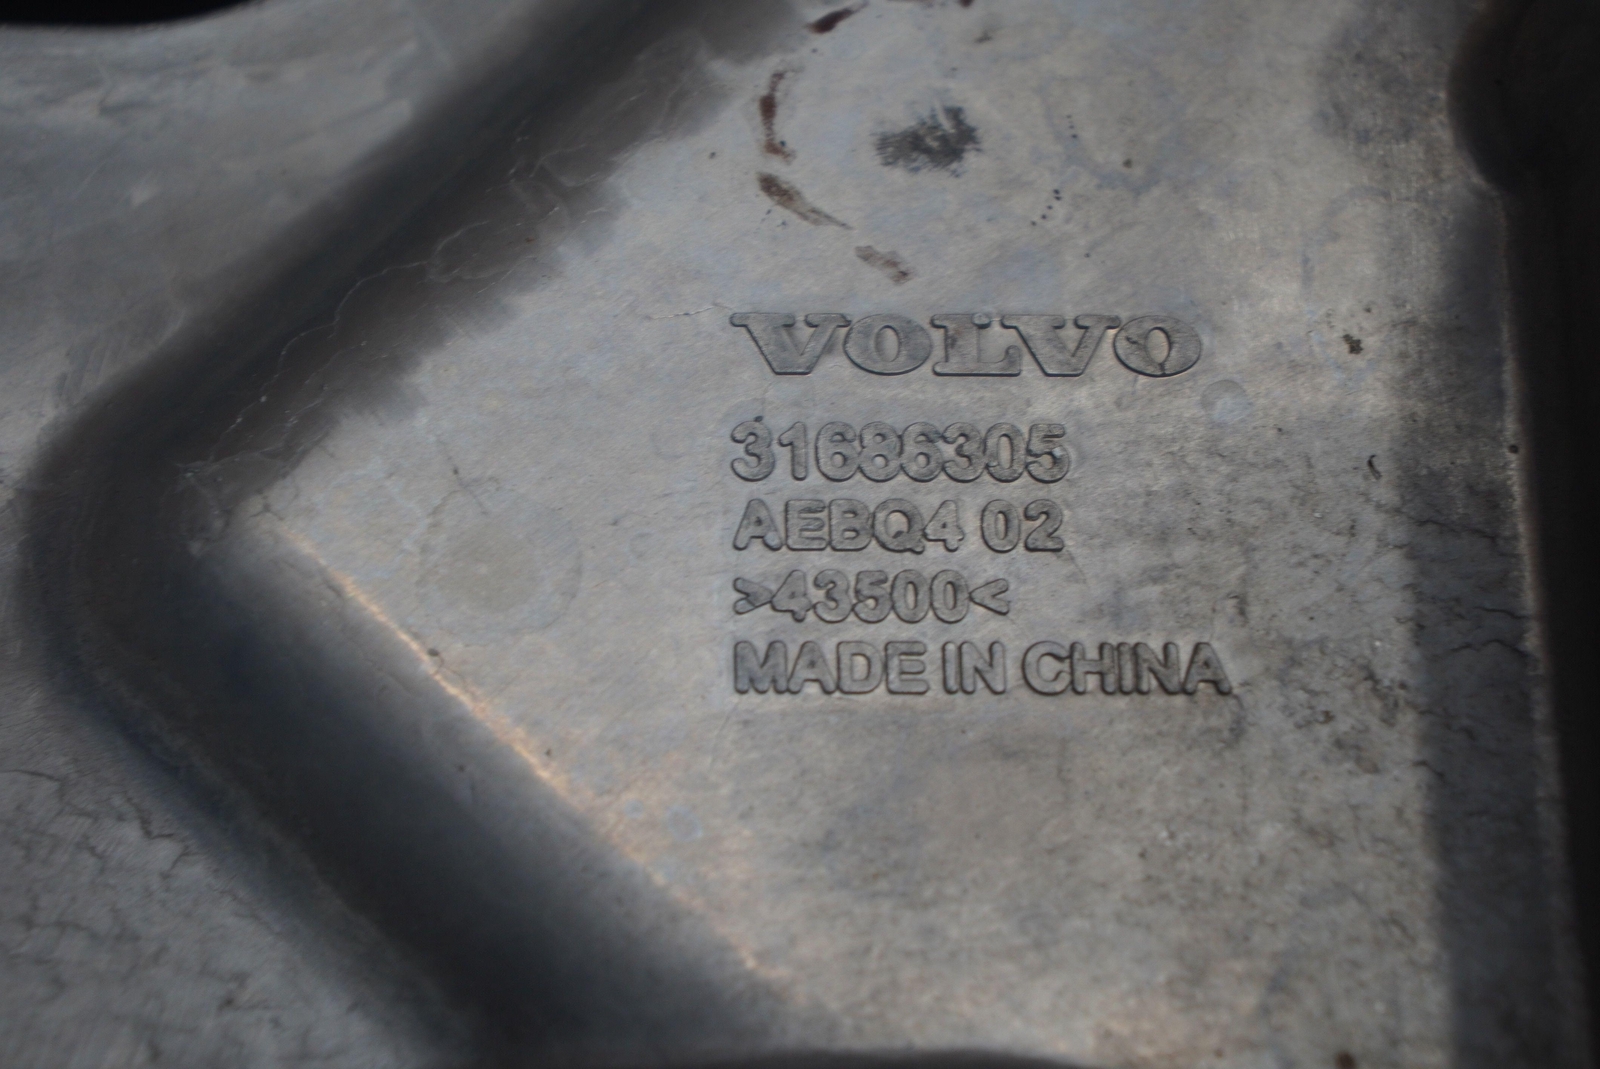 VOLVO
31686305
AEBQ4 02
>43500<
MADE IN CHINA